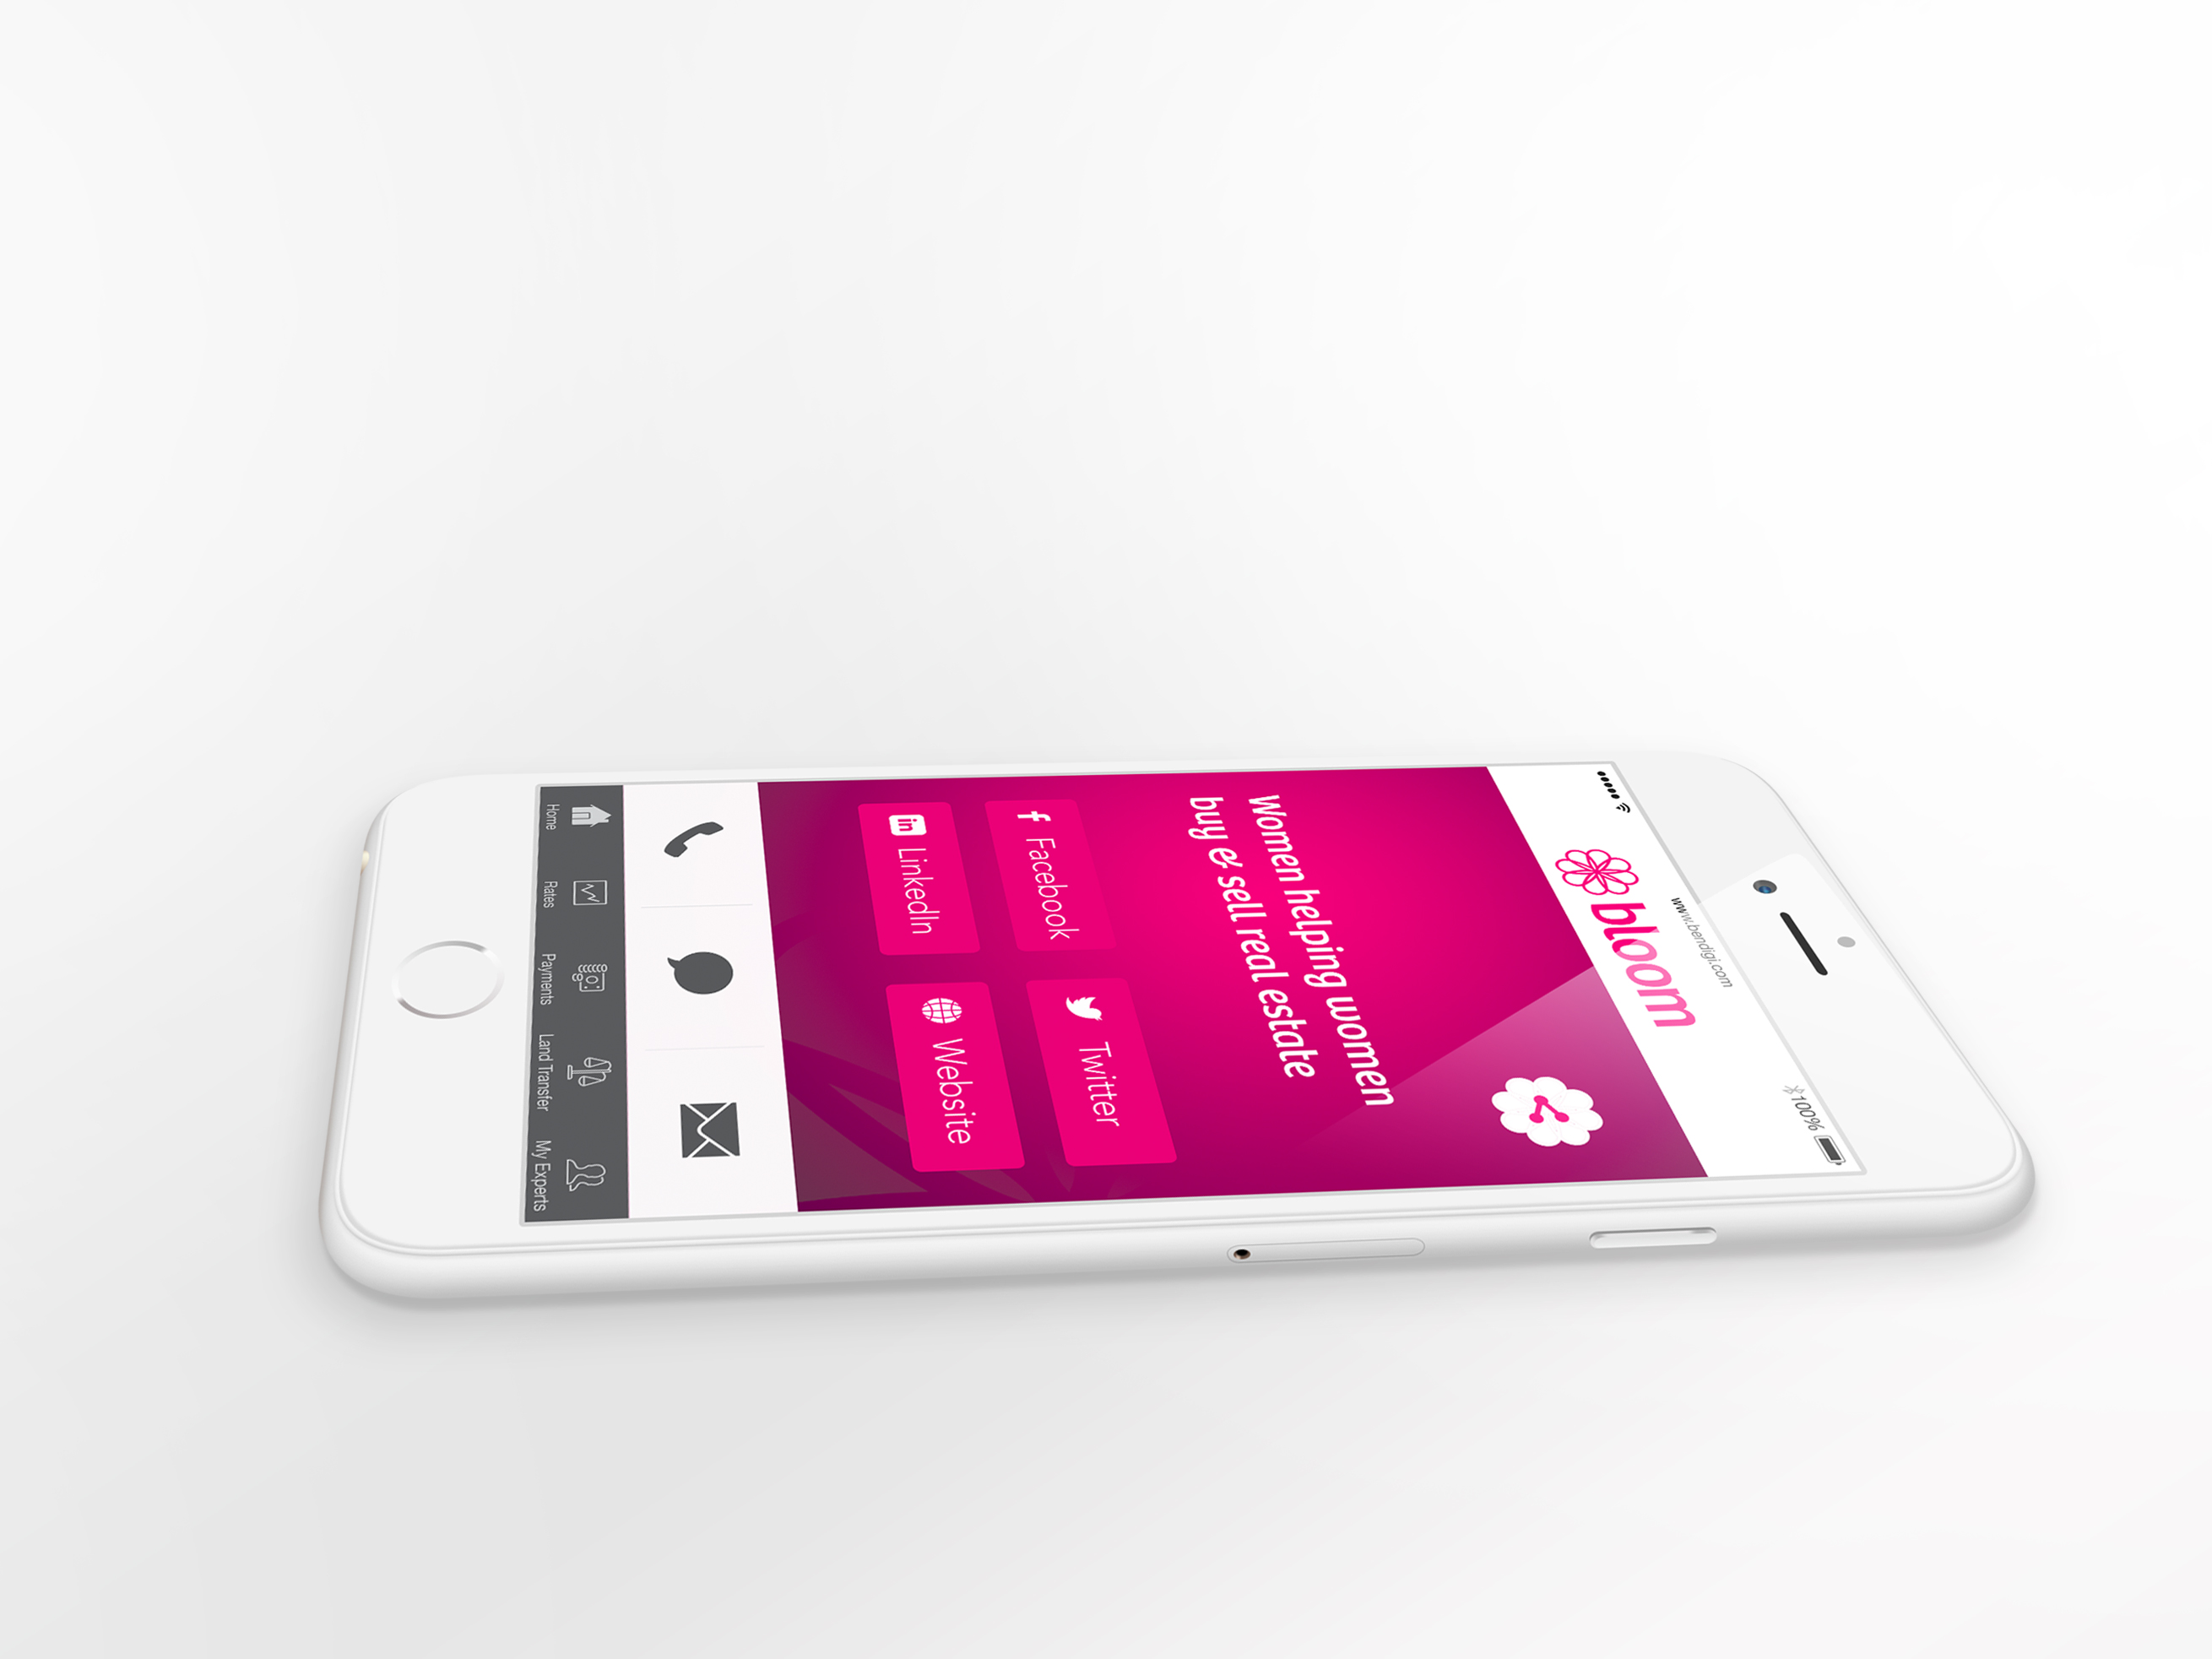 www.bendigi.com
100%
bloom
Women helping women
buy & sell real estate
Facebook
Twitter
in LinkedIn
Website
Home
Rates
Payments
Land Transfer
My Experts